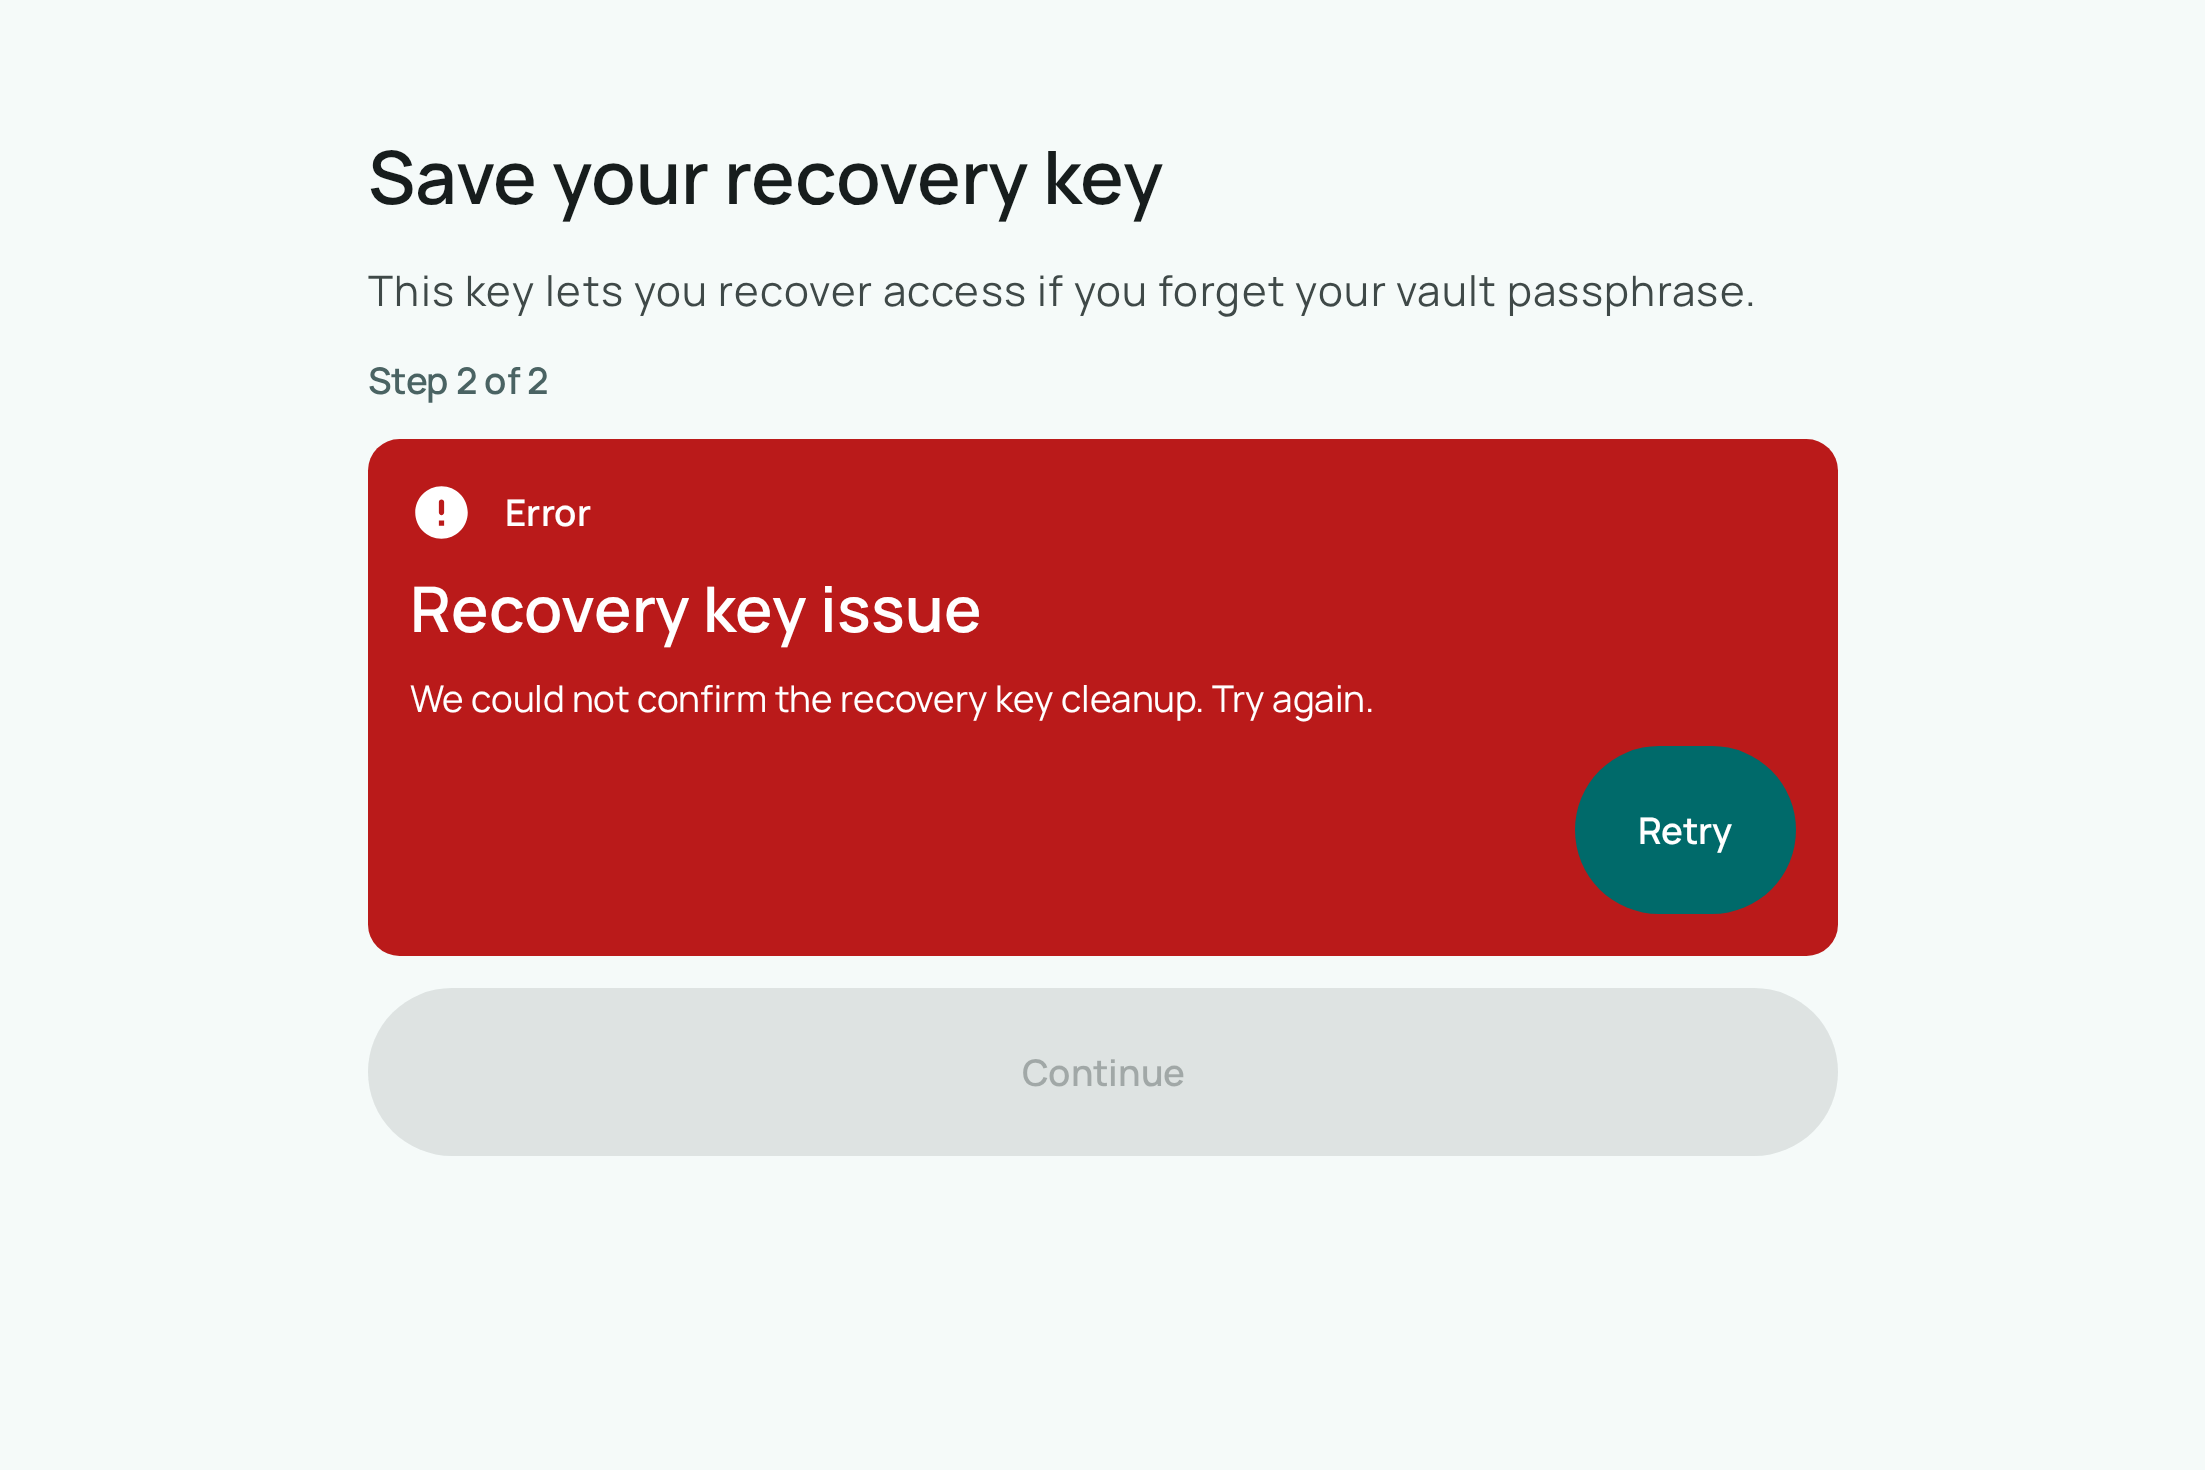 Save your recovery key
This key lets you recover access if you forget your vault passphrase.
Step 2 of 2
Error
Recovery key issue
We could not confirm the recovery key cleanup. Try again.
Retry
Continue